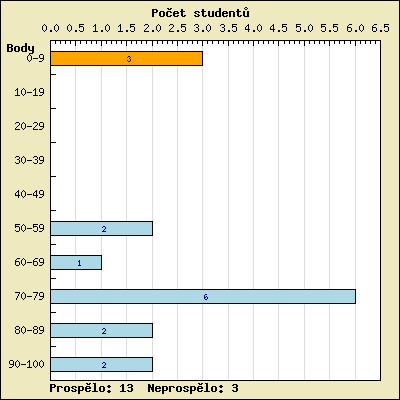 Počet studentů
0.0 0.5 1.0 1.5 2.0 2.5 3.0 3.5 4.0 4.5 5.0 5.5 6.0 6.5
Body
0-9 3
10-19
20-29
30-39
40-49
50-59 2
60-69 1
70-79 6
80-89 2
90-100 2
Prospělo: 13 Neprospělo: 3